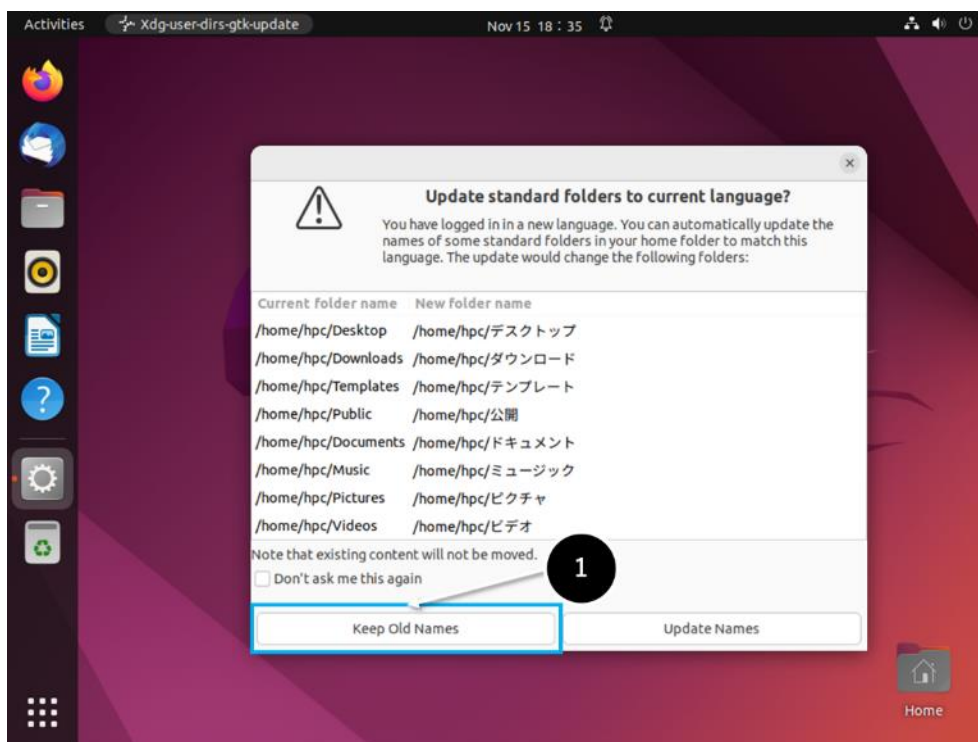 Activities Xdg-user-dirs-gtk-update Nov 15 18：35
Update standard folders to current language?
You have logged in in a new language. You can automatically update the
names of some standard folders in your home folder to match this
language. The update would change the following folders:
Current folder name New folder name
/home/hpc/Desktop /home/hpc/デスクトップ
/home/hpc/Downloads /home/hpc/ダウンロード
/home/hpc/Templates /home/hpc/テンプレート
/home/hpc/Public /home/hpc/公開
/home/hpc/Documents /home/hpc/ドキュメント
/home/hpc/Music /home/hpc/ミュージック
/home/hpc/Pictures /home/hpc/ピクチャ
/home/hpc/Videos /home/hpc/ビデオ
Note that existing content will not be moved.
1
Don't ask me this again
Keep Old Names Update Names
Home